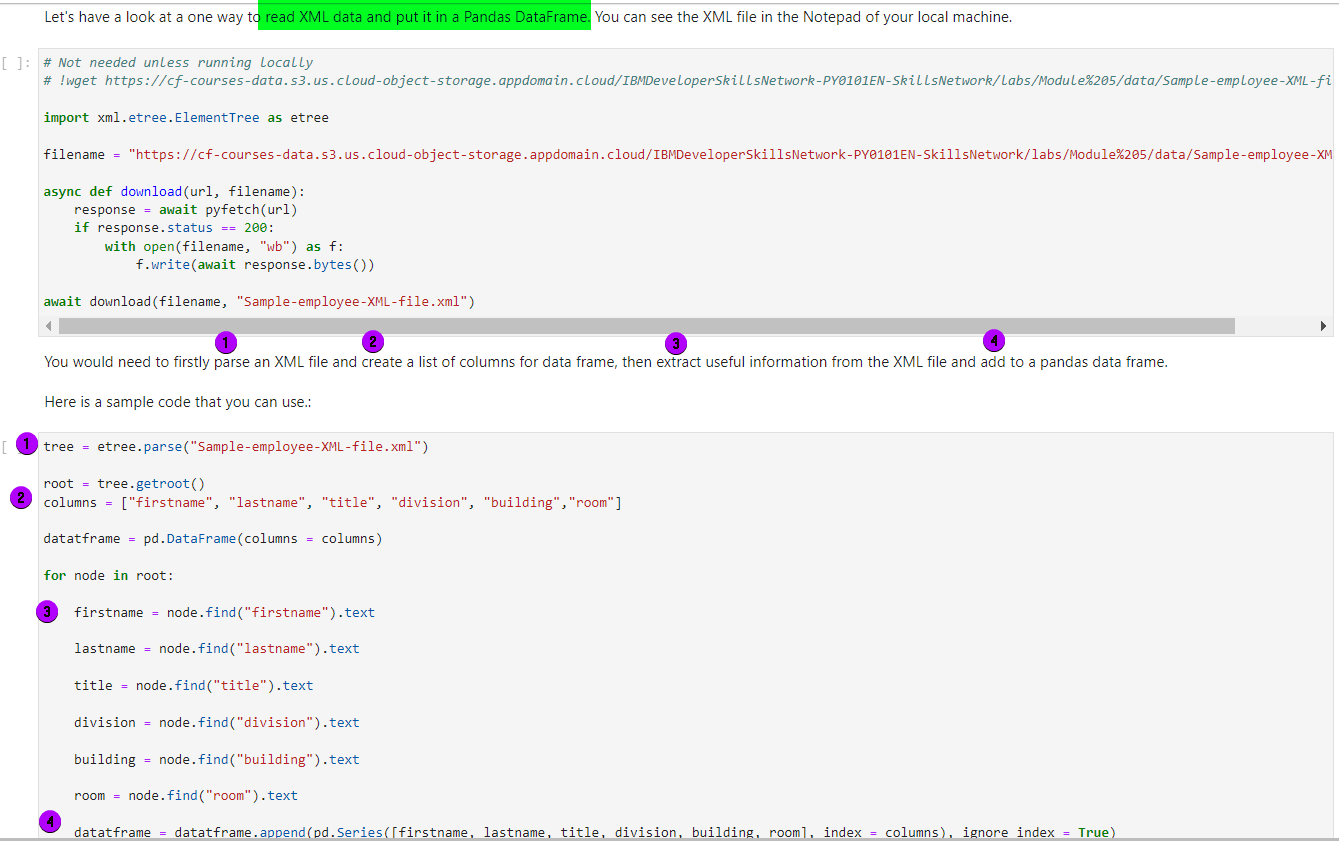 Let's have a look at a one way to read XML data and put it in a Pandas DataFrame. You can see the XML file in the Notepad of your local machine.
[ ]: # Not needed unless running locally
# !wget https://cf-courses-data.s3.us.cloud-object-storage.appdomain.cloud/IBMDeveloperSkillsNetwork-PY0101EN-SkillsNetwork/labs/Module%205/data/Sample-employee-XML-fi
import xml.etree.ElementTree as etree
filename = "https://cf-courses-data.s3.us.cloud-object-storage.appdomain.cloud/IBMDeveloperSkillsNetwork-PY0101EN-SkillsNetwork/labs/Module%205/data/Sample-employee-XM
async def download(url, filename):
    response = await pyfetch(url)
    if response.status == 200:
        with open(filename, "wb") as f:
            f.write(await response.bytes())
await download(filename, "Sample-employee-XML-file.xml")
1 2 3 4
You would need to firstly parse an XML file and create a list of columns for data frame, then extract useful information from the XML file and add to a pandas data frame.
Here is a sample code that you can use.:
[ 1 tree = etree.parse("Sample-employee-XML-file.xml")
root = tree.getroot()
2 columns = ["firstname", "lastname", "title", "division", "building","room"]
datatframe = pd.DataFrame(columns = columns)
for node in root:
3 firstname = node.find("firstname").text
lastname = node.find("lastname").text
title = node.find("title").text
division = node.find("division").text
building = node.find("building").text
room = node.find("room").text
4 datatframe = datatframe.append(pd.Series([firstname, lastname, title, division, building, room], index = columns), ignore_index = True)